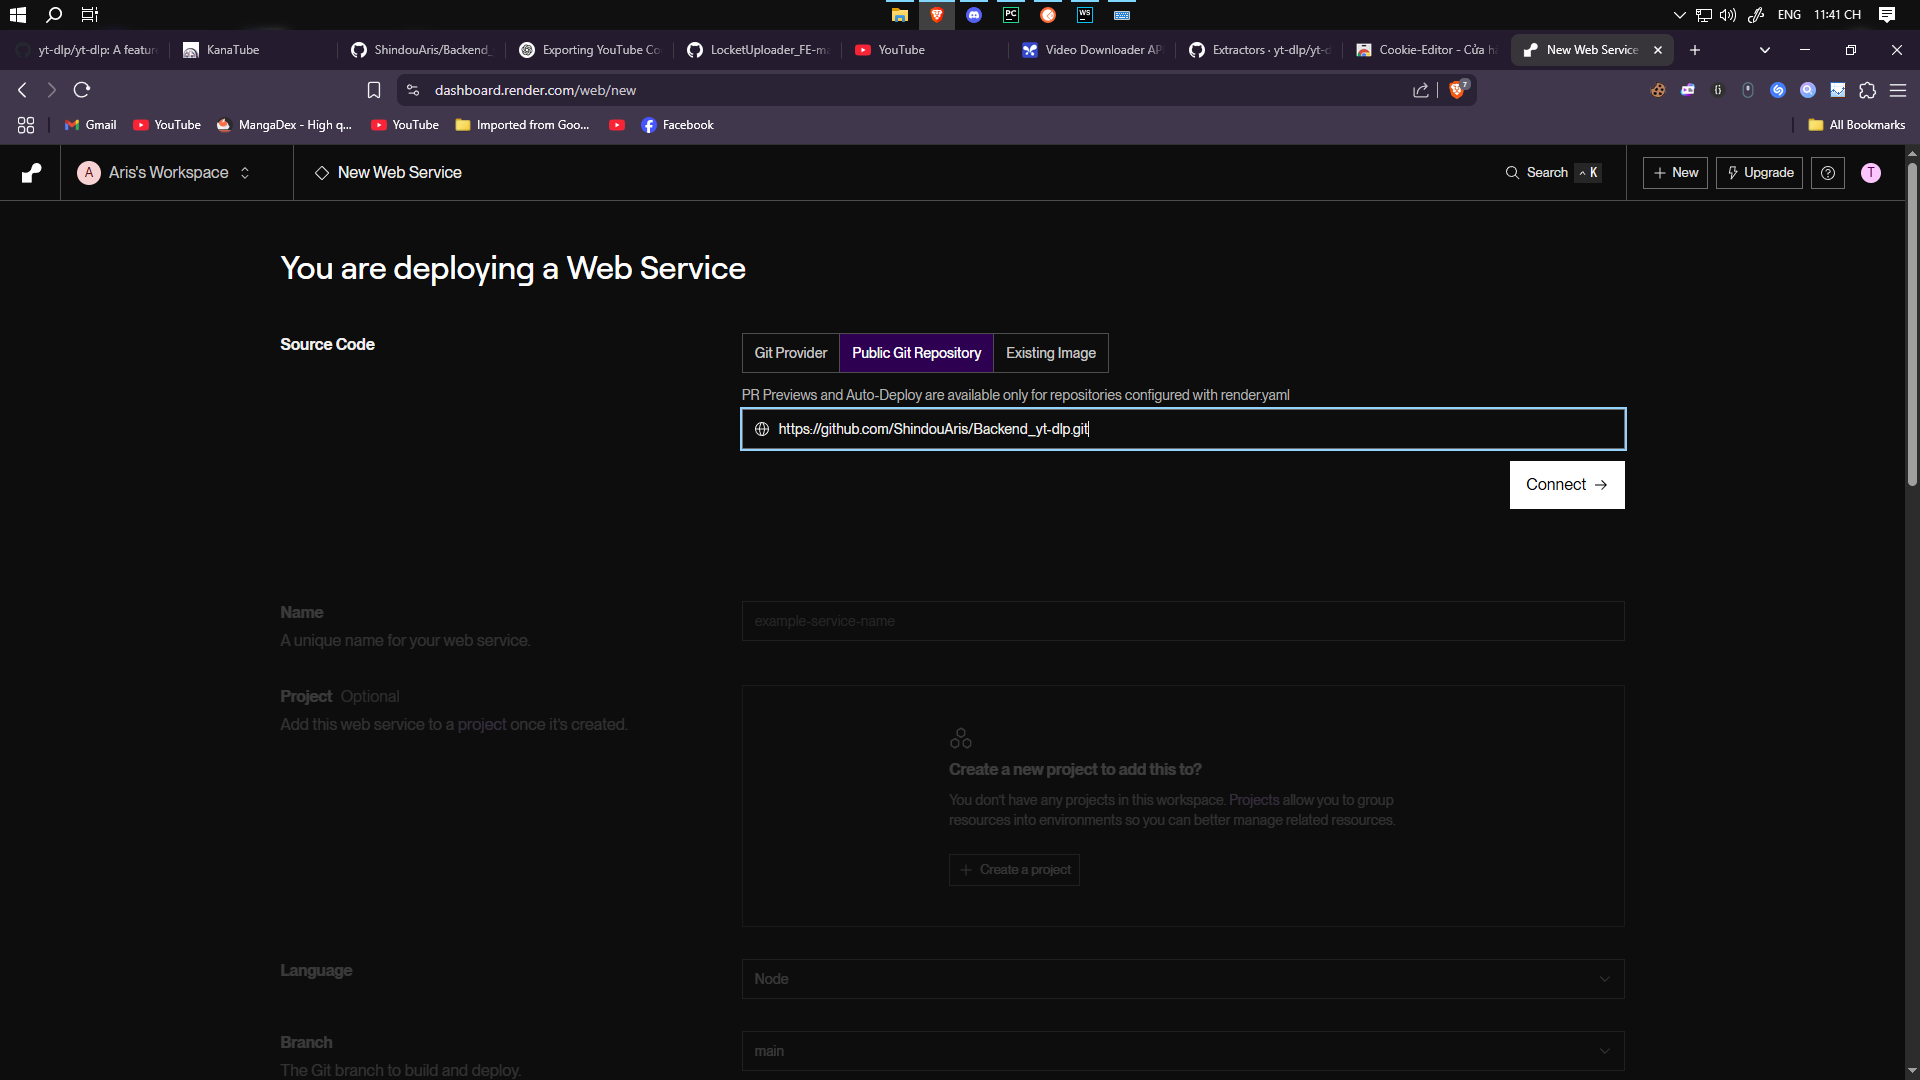 ENG 11:41 CH
yt-dlp/yt-dlp: A featur
KanaTube
ShindouAris/Backend_
Exporting YouTube Co
LocketUploader_FE-ma
YouTube
Video Downloader AP
Extractors · yt-dlp/yt-d
Cookie-Editor - Cửa h
New Web Service
dashboard.render.com/web/new
7
Gmail
YouTube
MangaDex - High q...
YouTube
Imported from Goo...
Facebook
All Bookmarks
A Aris's Workspace
New Web Service
Search ^ K
+ New
Upgrade
T
You are deploying a Web Service
Source Code
Git Provider
Public Git Repository
Existing Image
PR Previews and Auto-Deploy are available only for repositories configured with render.yaml
https://github.com/ShindouAris/Backend_yt-dlp.git
Connect →
Name
A unique name for your web service.
example-service-name
Project Optional
Add this web service to a project once it's created.
Create a new project to add this to?
You don't have any projects in this workspace. Projects allow you to group
resources into environments so you can better manage related resources.
+ Create a project
Language
Node
Branch
The Git branch to build and deploy.
main